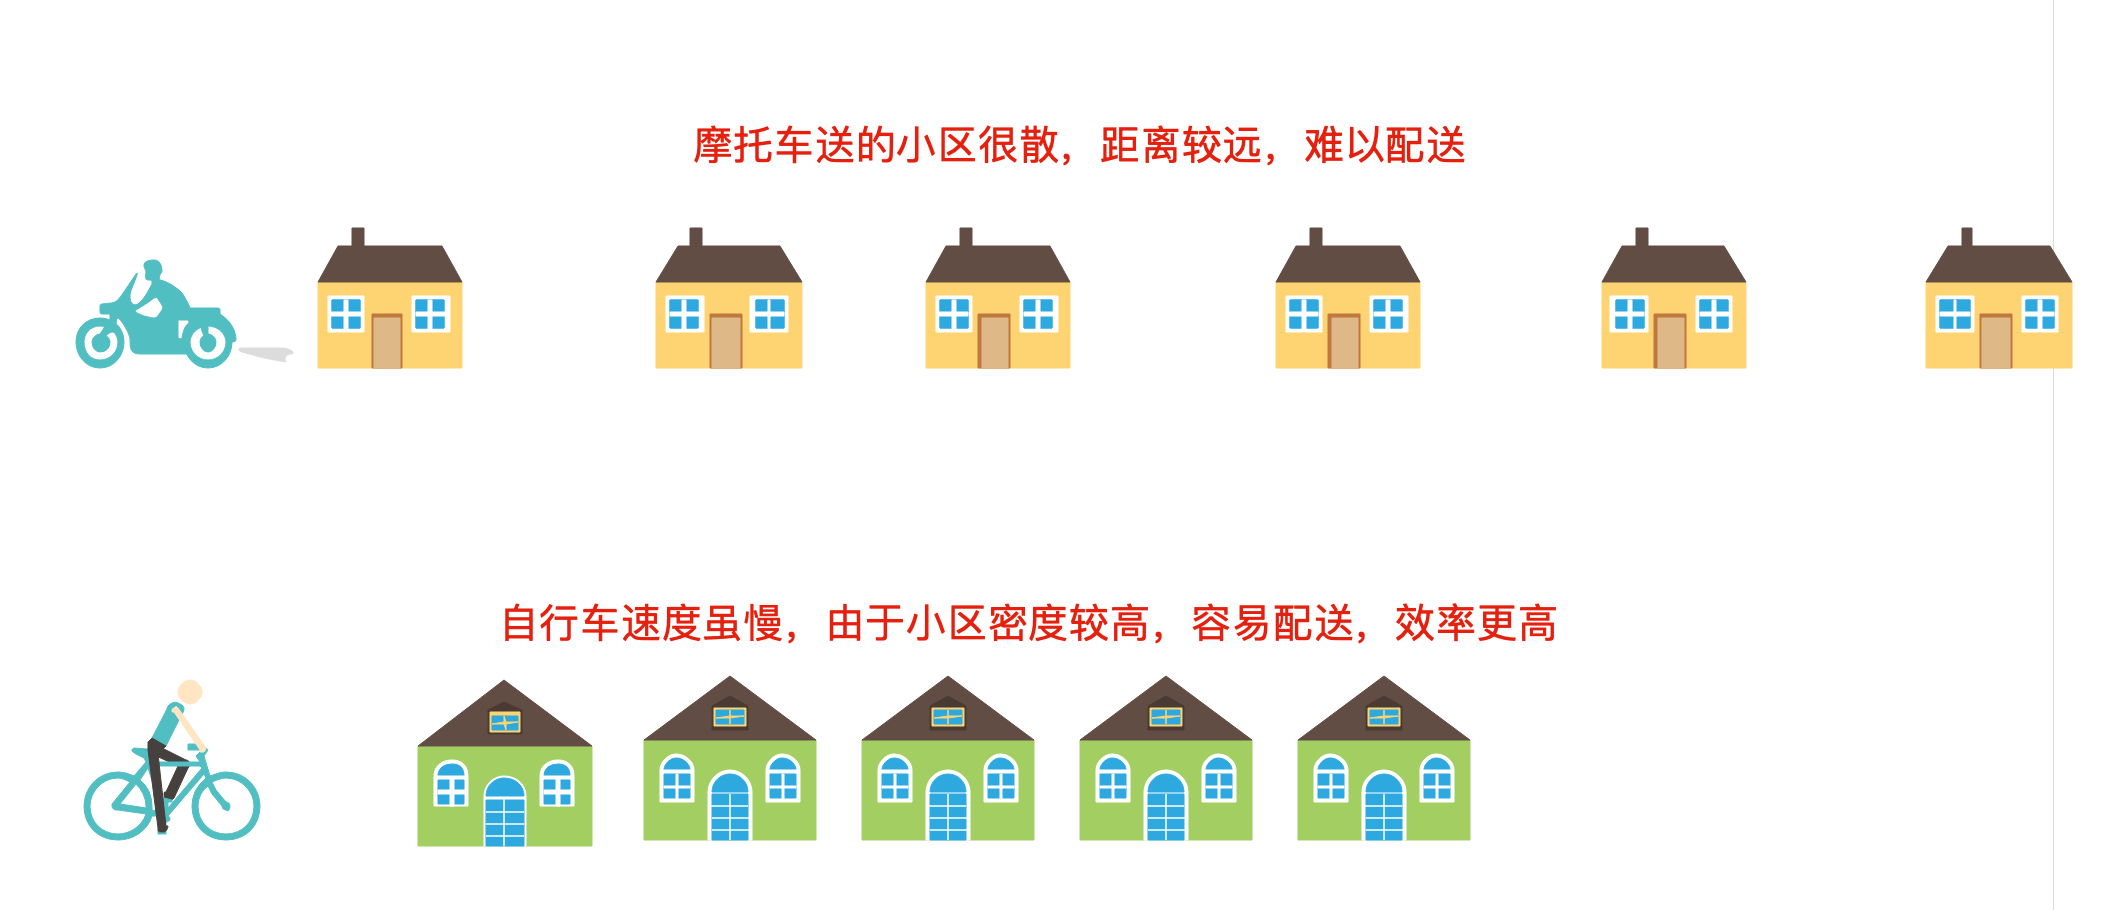 摩托车送的小区很散，距离较远，难以配送
自行车速度虽慢，由于小区密度较高，容易配送，效率更高